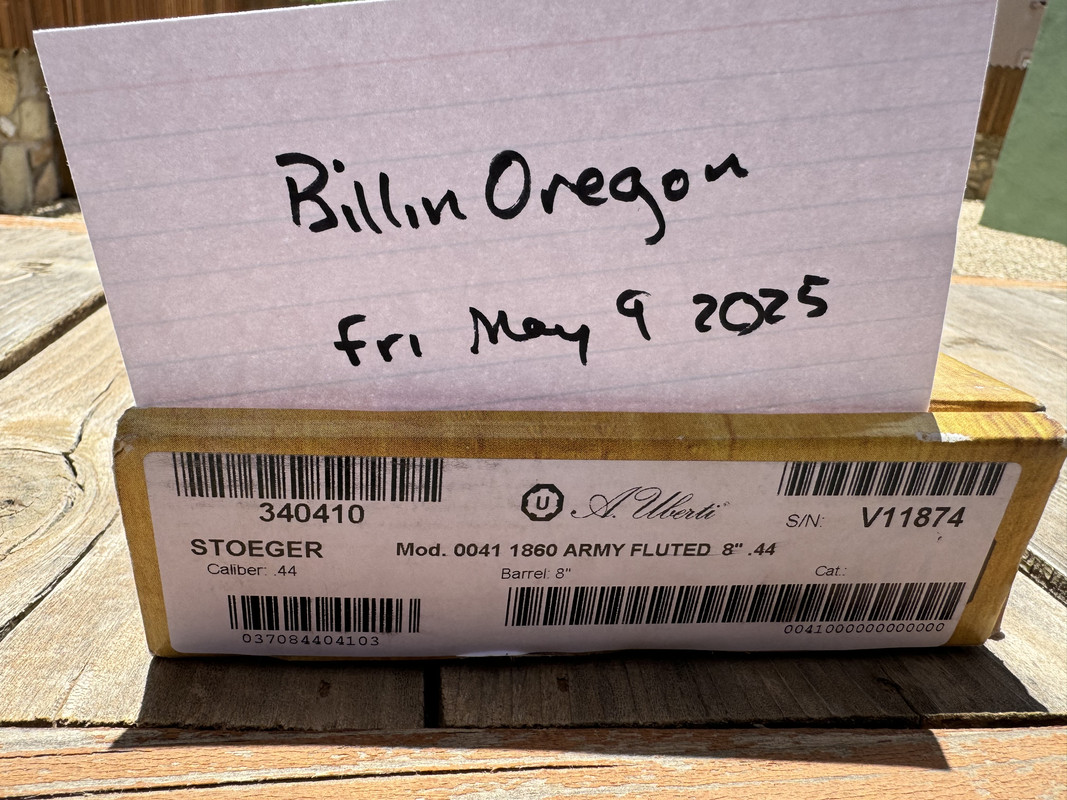 Billin Oregon
Fri May 9 2025
340410
U A. Uberti
S/N: V11874
STOEGER Mod. 0041 1860 ARMY FLUTED 8" .44
Caliber: .44 Barrel: 8" Cat.:
037084404103
0041000000000000